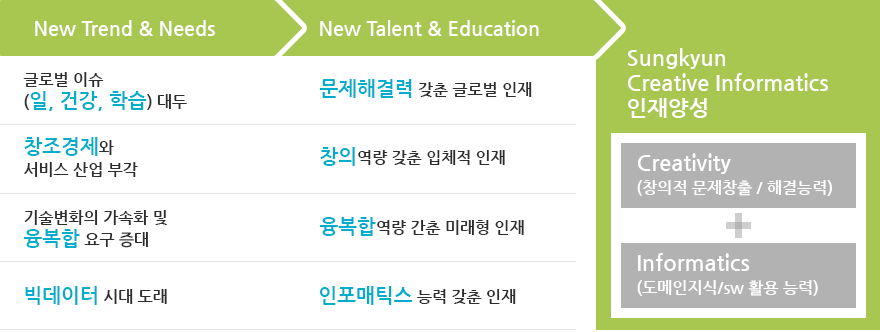 New Trend & Needs
New Talent & Education
글로벌 이슈
(일, 건강, 학습) 대두
문제해결력 갖춘 글로벌 인재
창조경제와
서비스 산업 부각
창의역량 갖춘 입체적 인재
기술변화의 가속화 및
융복합 요구 증대
융복합역량 간춘 미래형 인재
빅데이터 시대 도래
인포매틱스 능력 갖춘 인재
Sungkyun
Creative Informatics
인재양성
Creativity
(창의적 문제창출 / 해결능력)
Informatics
(도메인지식/sw 활용 능력)